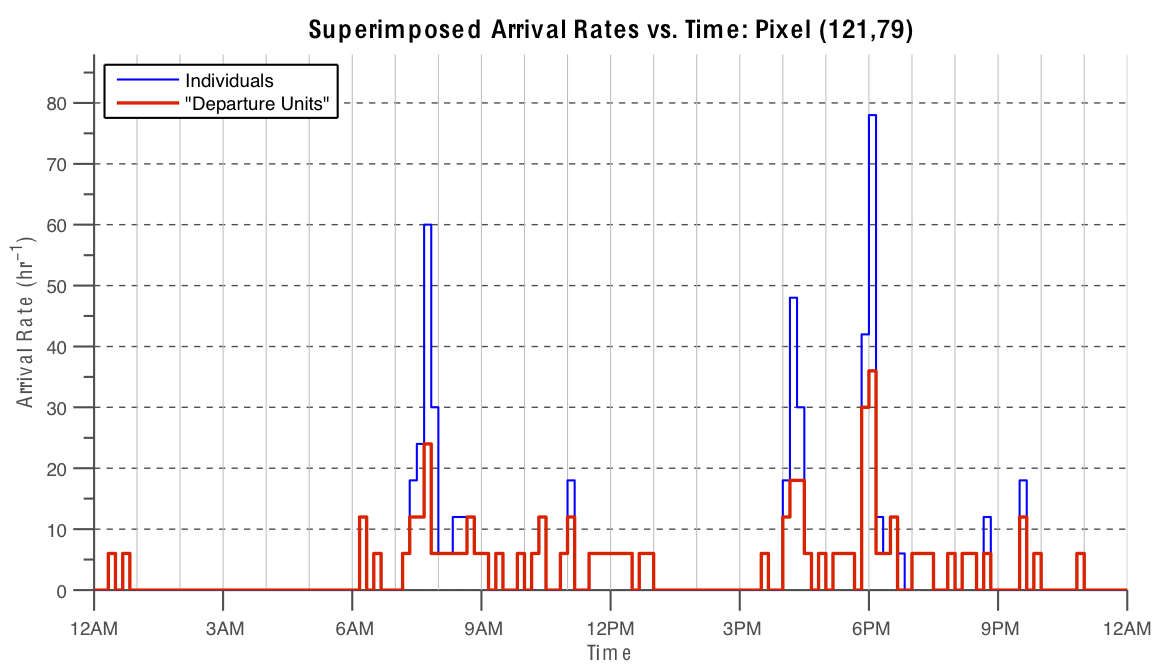 Superimposed Arrival Rates vs. Time: Pixel (121,79)
Individuals
"Departure Units"
Arrival Rate (hr⁻¹)
80
70
60
50
40
30
20
10
0
12AM 3AM 6AM 9AM 12PM 3PM 6PM 9PM 12AM
Time